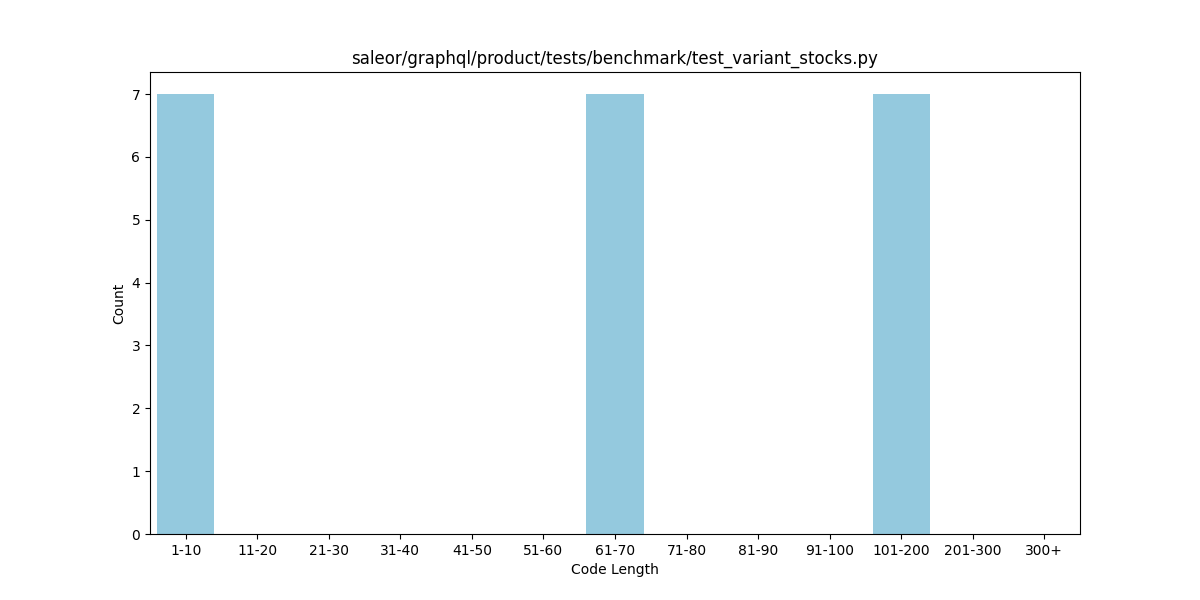 saleor/graphql/product/tests/benchmark/test_variant_stocks.py
7
6
5
4
3
2
1
0
Count
1-10 11-20 21-30 31-40 41-50 51-60 61-70 71-80 81-90 91-100 101-200 201-300 300+
Code Length